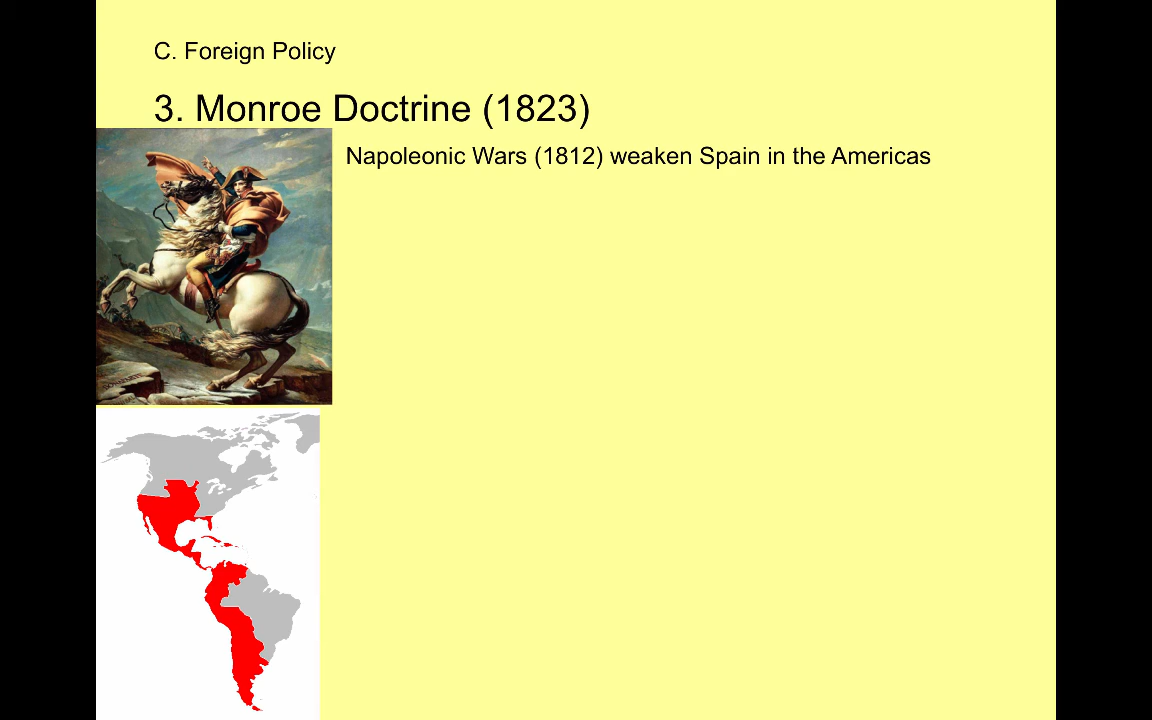 C. Foreign Policy
3. Monroe Doctrine (1823)
Napoleonic Wars (1812) weaken Spain in the Americas